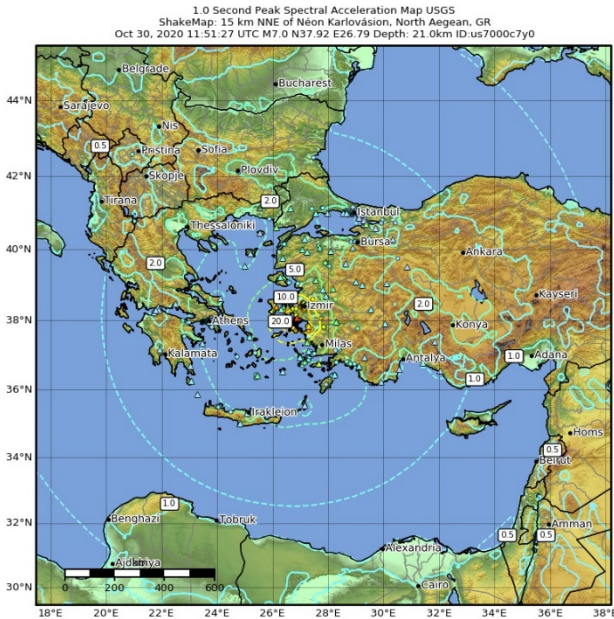 1.0 Second Peak Spectral Acceleration Map USGS
ShakeMap: 15 km NNE of Néon Karlovásion, North Aegean, GR
Oct 30, 2020 11:51:27 UTC M7.0 N37.92 E26.79 Depth: 21.0km ID:us7000c7y0
Belgrade
Bucharest
44°N
Sarajevo
Nis
0.5
Pristina
Sofia
42°N
Skopje
Plovdiv
Tirana
2.0
Istanbul
Thessaloniki
Bursa
40°N
2.0
5.0
Ankara
10.0
Izmir
2.0
Kayseri
38°N
Athens
20.0
Konya
Kalamata
Milas
Antalya
1.0
Adana
36°N
1.0
Irakleion
Homs
34°N
0.5
Beirut
1.0
32°N
Benghazi
Tobruk
0.5
0.5
Amman
Alexandria
km
30°N
0
200
400
600
Cairo
18°E 20°E 22°E 24°E 26°E 28°E 30°E 32°E 34°E 36°E 38°E